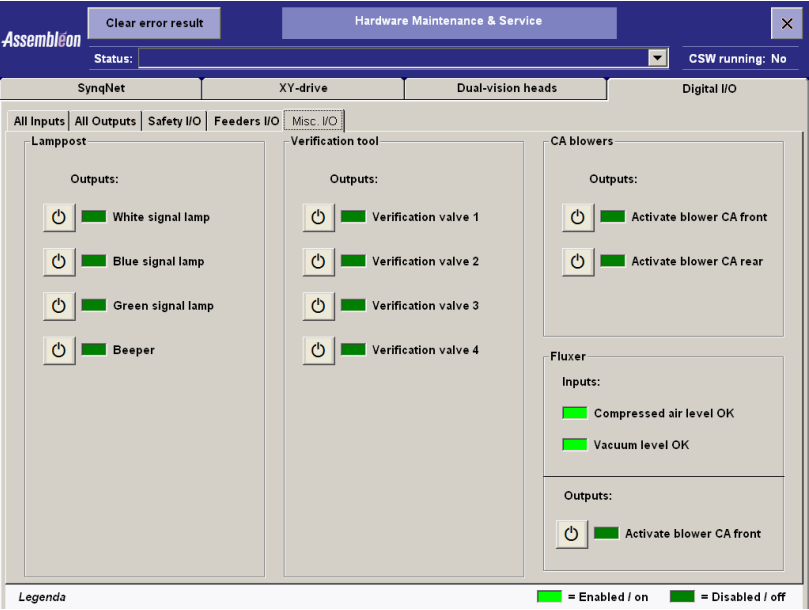 Assembléon
Clear error result
Hardware Maintenance & Service
Status:
CSW running: No
SynqNet
XY-drive
Dual-vision heads
Digital I/O
All Inputs
All Outputs
Safety I/O
Feeders I/O
Misc. I/O
Lamppost
Outputs:
White signal lamp
Blue signal lamp
Green signal lamp
Beeper
Verification tool
Outputs:
Verification valve 1
Verification valve 2
Verification valve 3
Verification valve 4
CA blowers
Outputs:
Activate blower CA front
Activate blower CA rear
Fluxer
Inputs:
Compressed air level OK
Vacuum level OK
Outputs:
Activate blower CA front
Legenda
= Enabled / on
= Disabled / off